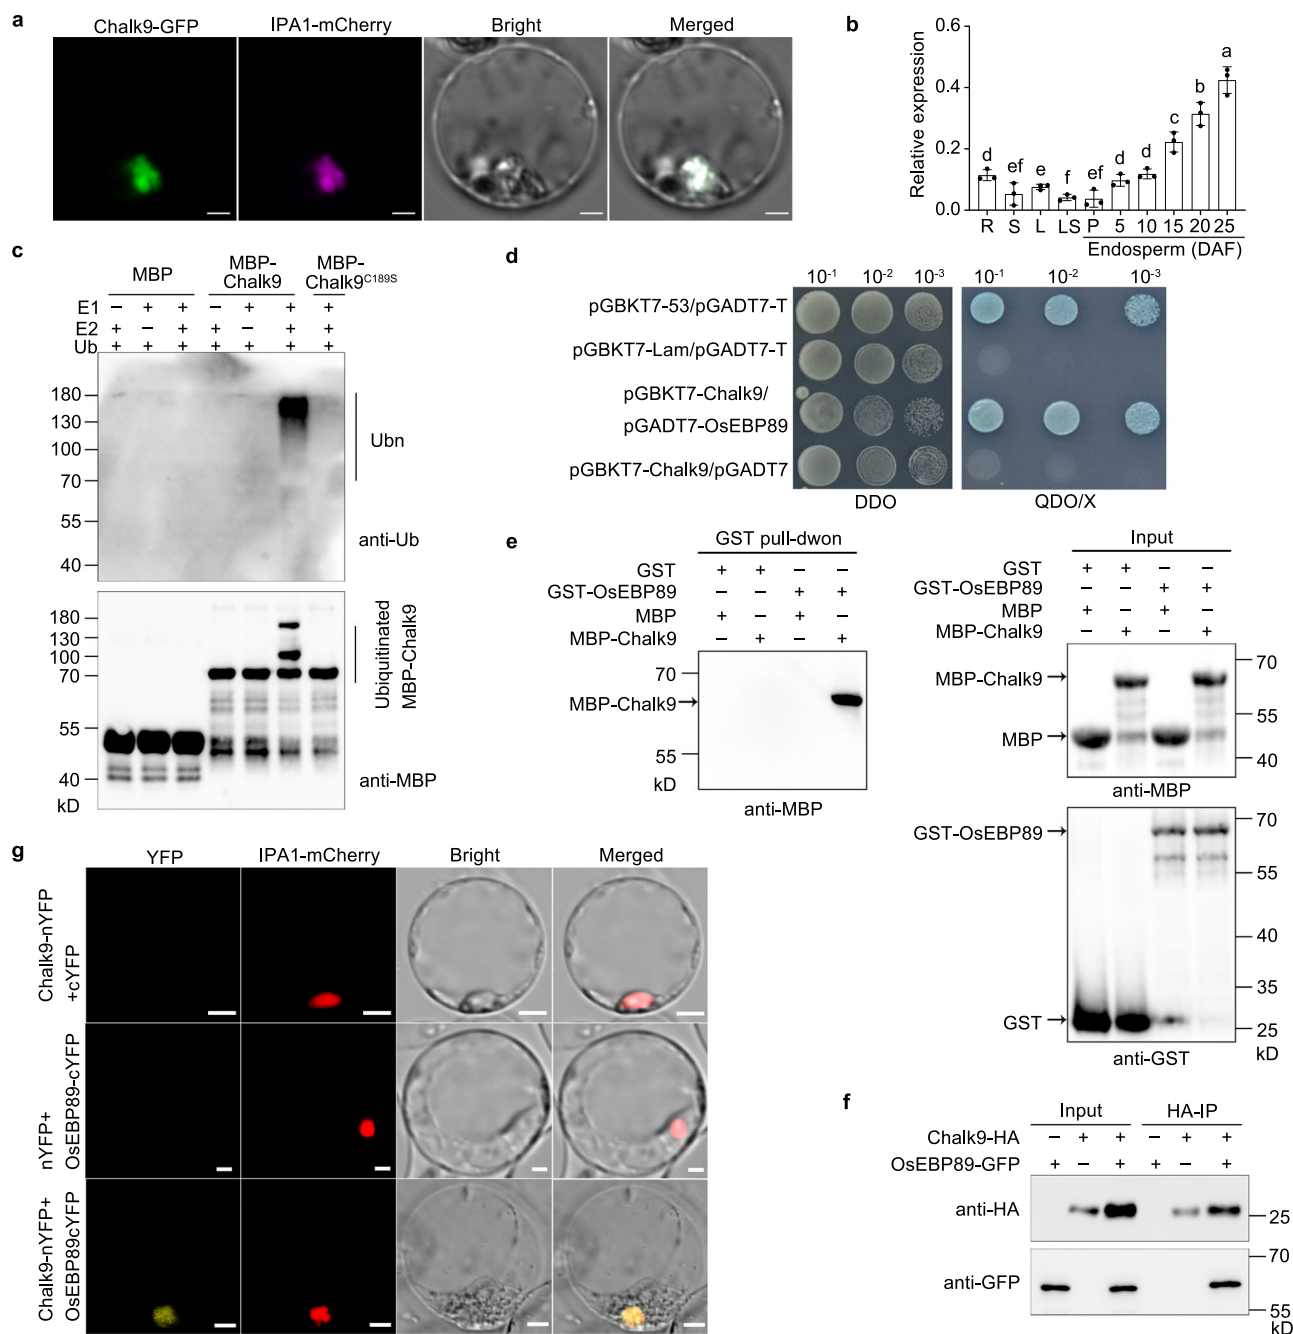 a
Chalk9-GFP IPA1-mCherry Bright Merged
b
Relative expression
0.6
0.4
0.2
0.0
d ef e f ef d d c b a
R S L LS P 5 10 15 20 25
Endosperm (DAF)
c
MBP MBP-Chalk9 MBP-Chalk9C189S
E1 – + + – + + +
E2 + – + + – + +
Ub + + + + + + +
180
130
100
70
55
40
Ubn
anti-Ub
180
130
100
70
55
40
kD
Ubiquitinated
MBP-Chalk9
anti-MBP
d
10-1 10-2 10-3 10-1 10-2 10-3
pGBKT7-53/pGADT7-T
pGBKT7-Lam/pGADT7-T
pGBKT7-Chalk9/
pGADT7-OsEBP89
pGBKT7-Chalk9/pGADT7
DDO QDO/X
e
GST pull-dwon
GST + + – –
GST-OsEBP89 – – + +
MBP + – + –
MBP-Chalk9 – + – +
70
MBP-Chalk9
55
kD
anti-MBP
Input
GST + + – –
GST-OsEBP89 – – + +
MBP + – + –
MBP-Chalk9 – + – +
MBP-Chalk9
MBP
70
55
40
anti-MBP
GST-OsEBP89
GST
70
55
40
35
25
kD
anti-GST
f
Input HA-IP
Chalk9-HA – + + – + +
OsEBP89-GFP + – + + – +
anti-HA
25
anti-GFP
70
55
kD
g
YFP IPA1-mCherry Bright Merged
Chalk9-nYFP
+cYFP
nYFP+
OsEBP89-cYFP
Chalk9-nYFP+
OsEBP89cYFP